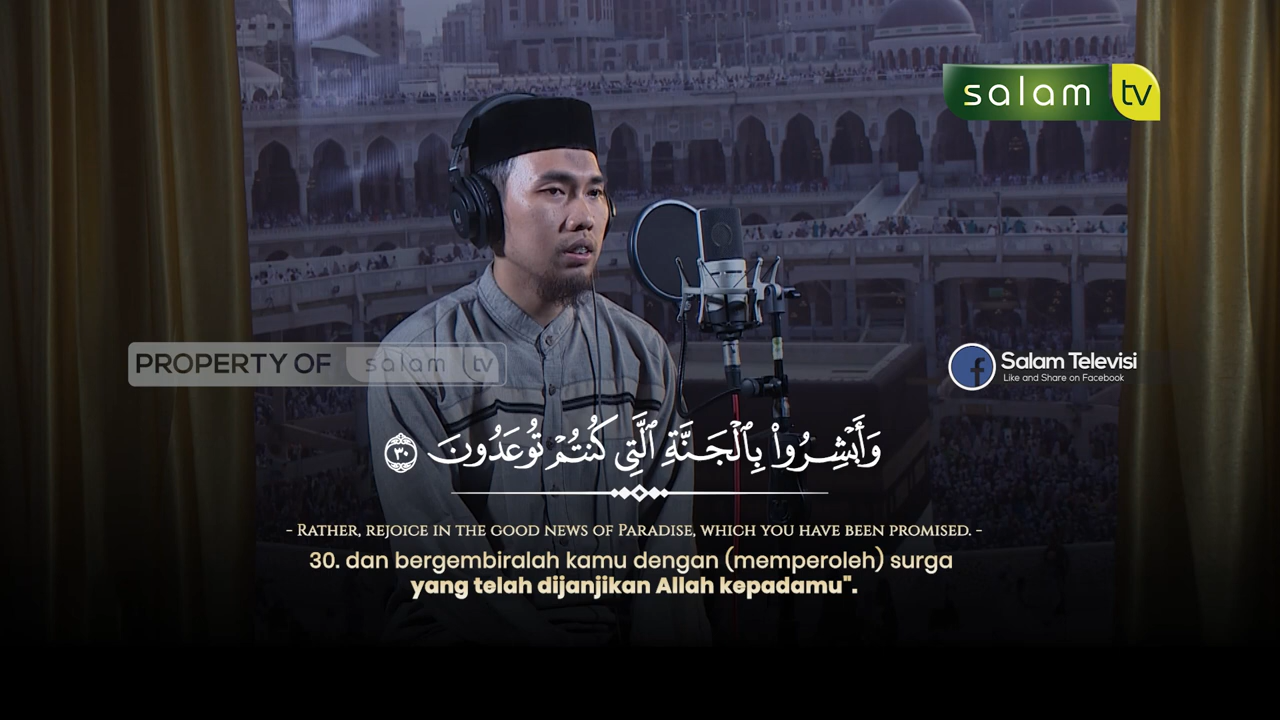 salam tv
PROPERTY OF salam tv
Salam Televisi
Like and Share on Facebook
وَأَبْشِرُوا۟ بِٱلْجَنَّةِ ٱلَّتِى كُنتُمْ تُوعَدُونَ ٣٠
- Rather, rejoice in the good news of Paradise, which you have been promised. -
30. dan bergembiralah kamu dengan (memperoleh) surga
yang telah dijanjikan Allah kepadamu".